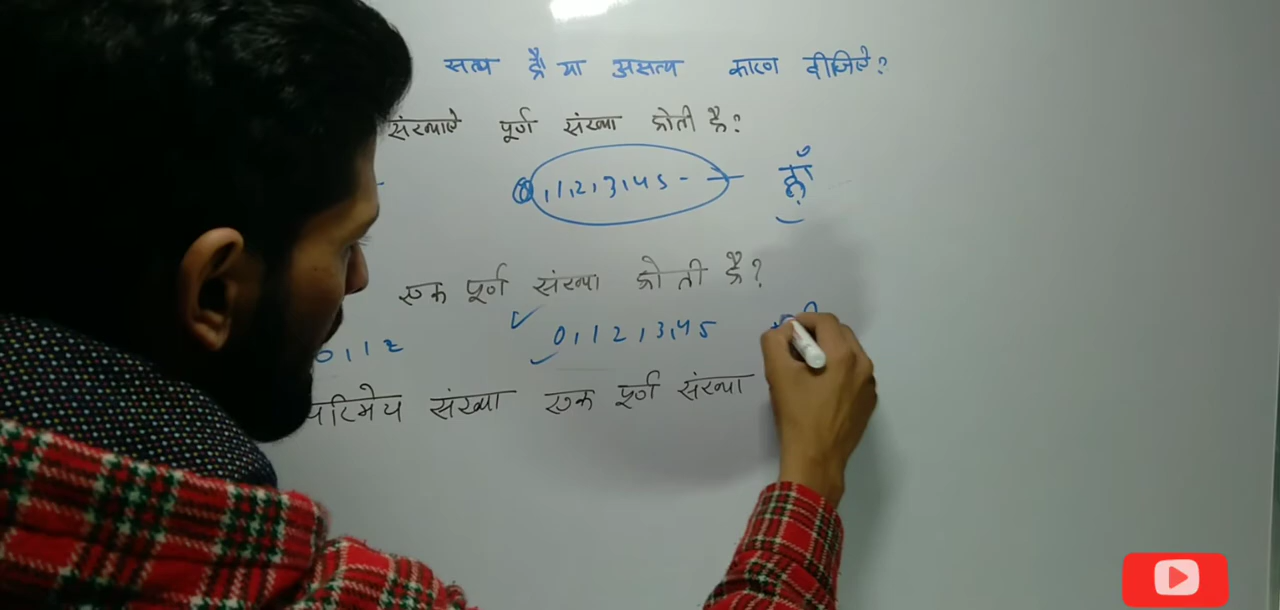 सत्य है या असत्य कारण दीजिए?
संख्याऐ पूर्ण संख्या होती है?
0,1,2,3,4,5 - हाँ
एक पूर्ण संख्या होती है?
0,1,2 0,1,2,3,4,5
परिमेय संख्या एक पूर्ण संख्या